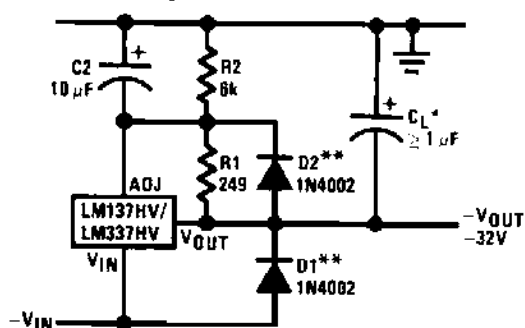 C2
10 µF
+
R2
6k
+
CL*
≥ 1 µF
R1
249
D2**
1N4002
ADJ
LM137HV/
LM337HV
VOUT
VIN
-VOUT
-32V
D1**
1N4002
-VIN